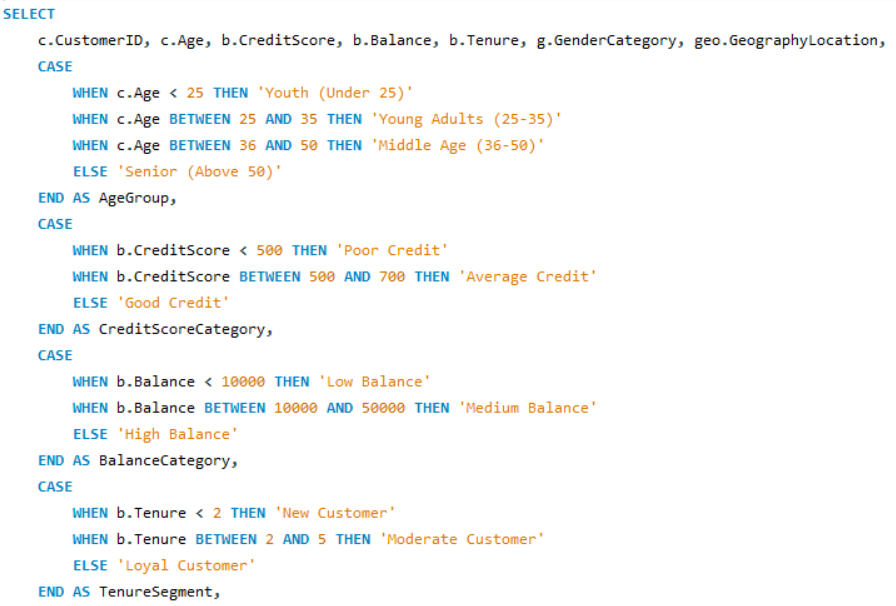 SELECT
    c.CustomerID, c.Age, b.CreditScore, b.Balance, b.Tenure, g.GenderCategory, geo.GeographyLocation,
    CASE
        WHEN c.Age < 25 THEN 'Youth (Under 25)'
        WHEN c.Age BETWEEN 25 AND 35 THEN 'Young Adults (25-35)'
        WHEN c.Age BETWEEN 36 AND 50 THEN 'Middle Age (36-50)'
        ELSE 'Senior (Above 50)'
    END AS AgeGroup,
    CASE
        WHEN b.CreditScore < 500 THEN 'Poor Credit'
        WHEN b.CreditScore BETWEEN 500 AND 700 THEN 'Average Credit'
        ELSE 'Good Credit'
    END AS CreditScoreCategory,
    CASE
        WHEN b.Balance < 10000 THEN 'Low Balance'
        WHEN b.Balance BETWEEN 10000 AND 50000 THEN 'Medium Balance'
        ELSE 'High Balance'
    END AS BalanceCategory,
    CASE
        WHEN b.Tenure < 2 THEN 'New Customer'
        WHEN b.Tenure BETWEEN 2 AND 5 THEN 'Moderate Customer'
        ELSE 'Loyal Customer'
    END AS TenureSegment,